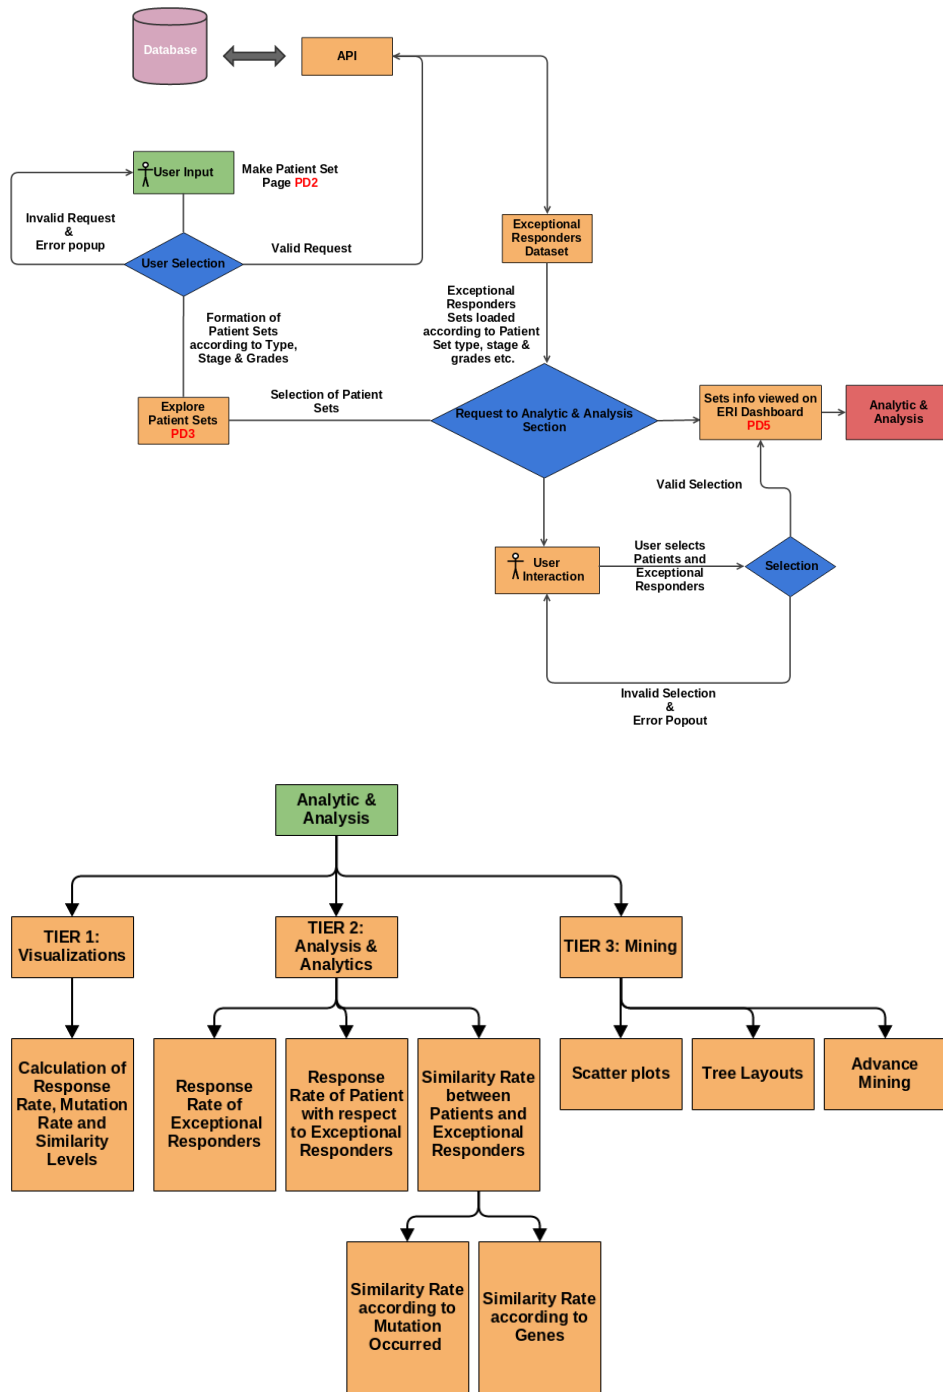 Database
API
User Input
Make Patient Set
Page PD2
Invalid Request
&
Error popup
User Selection
Valid Request
Exceptional
Responders
Dataset
Exceptional
Responders
Sets loaded
according to Patient
Set type, stage &
grades etc.
Formation of
Patient Sets
according to Type,
Stage & Grades
Explore
Patient Sets
PD3
Selection of Patient
Sets
Request to Analytic & Analysis
Section
Sets info viewed on
ERI Dashboard
PD5
Analytic &
Analysis
Valid Selection
User
Interaction
User selects
Patients and
Exceptional
Responders
Selection
Invalid Selection
&
Error Popout
Analytic &
Analysis
TIER 1:
Visualizations
TIER 2:
Analysis &
Analytics
TIER 3: Mining
Calculation of
Response
Rate, Mutation
Rate and
Similarity
Levels
Response
Rate of
Exceptional
Responders
Response
Rate of Patient
with respect
to Exceptional
Responders
Similarity Rate
between
Patients and
Exceptional
Responders
Scatter plots
Tree Layouts
Advance
Mining
Similarity Rate
according to
Mutation
Occurred
Similarity Rate
according to
Genes